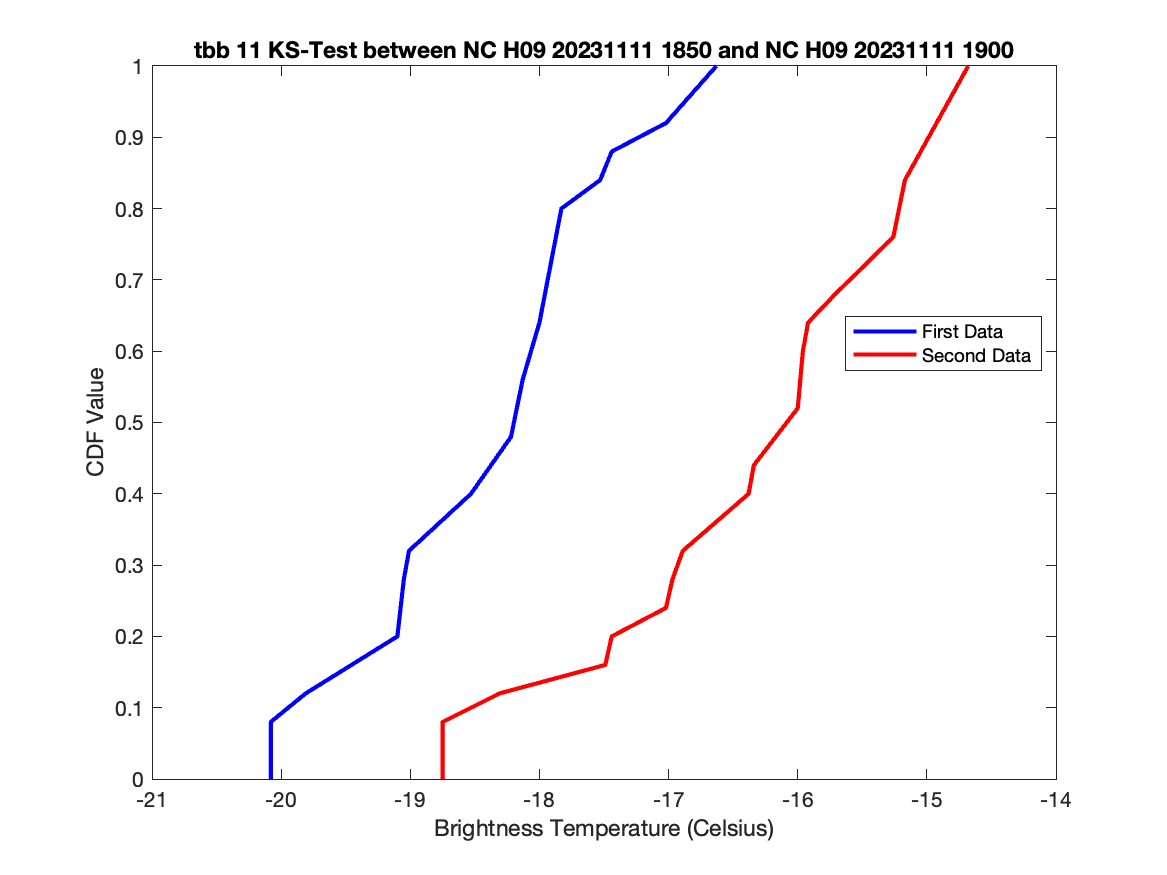 tbb 11 KS-Test between NC H09 20231111 1850 and NC H09 20231111 1900
1
0.9
0.8
0.7
0.6
0.5
0.4
0.3
0.2
0.1
0
CDF Value
First Data
Second Data
-21 -20 -19 -18 -17 -16 -15 -14
Brightness Temperature (Celsius)